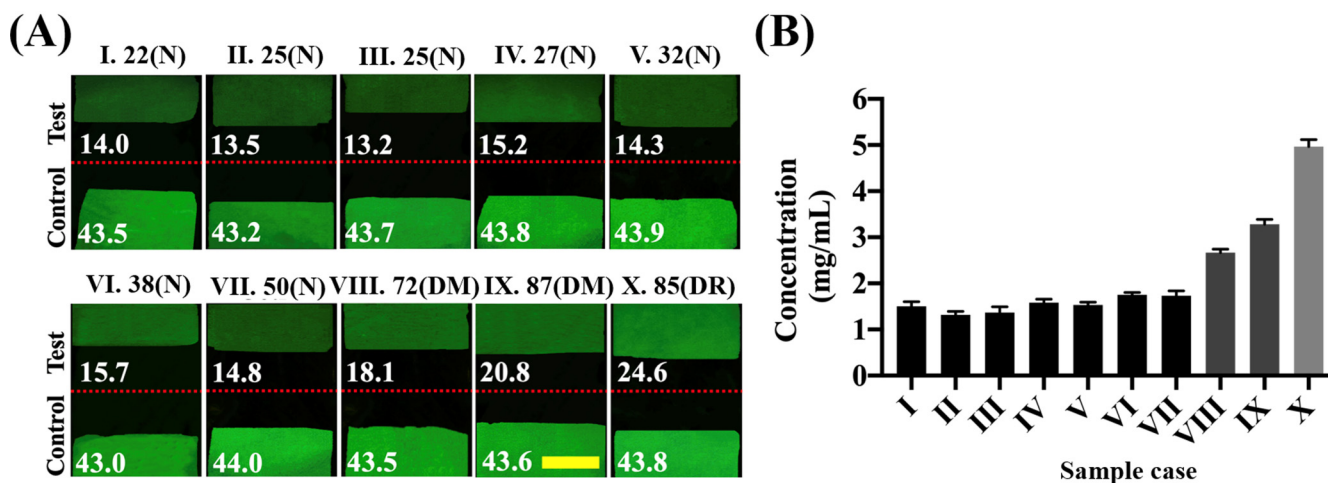 (A)
I. 22(N) II. 25(N) III. 25(N) IV. 27(N) V. 32(N)
Test
14.0 13.5 13.2 15.2 14.3
Control
43.5 43.2 43.7 43.8 43.9
VI. 38(N) VII. 50(N) VIII. 72(DM) IX. 87(DM) X. 85(DR)
Test
15.7 14.8 18.1 20.8 24.6
Control
43.0 44.0 43.5 43.6 43.8
(B)
Concentration
(mg/mL)
6
5
4
3
2
1
0
I II III IV V VI VII VIII IX X
Sample case